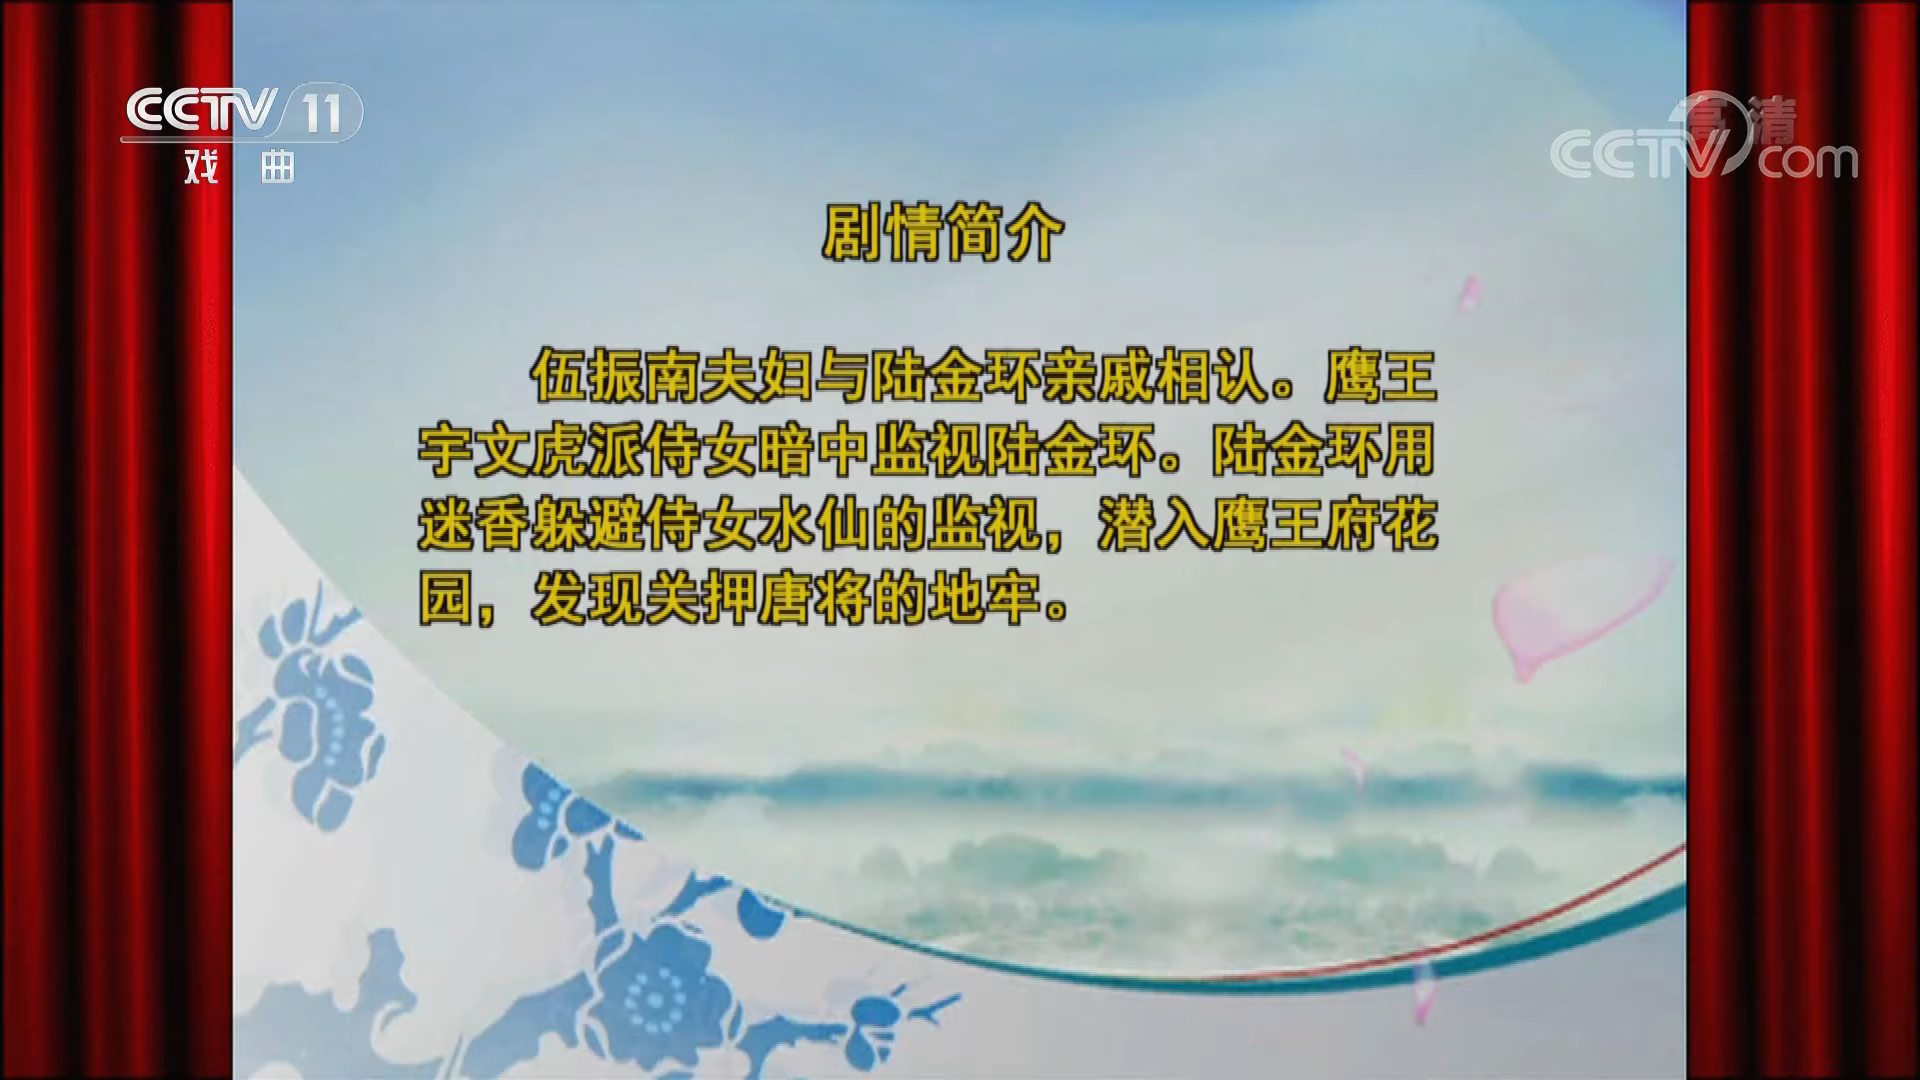 CCTV 11
戏曲
高清
CCTV com
剧情简介
伍振南夫妇与陆金环亲戚相认。鹰王
宇文虎派侍女暗中监视陆金环。陆金环用
迷香躲避侍女水仙的监视，潜入鹰王府花
园，发现关押唐将的地牢。